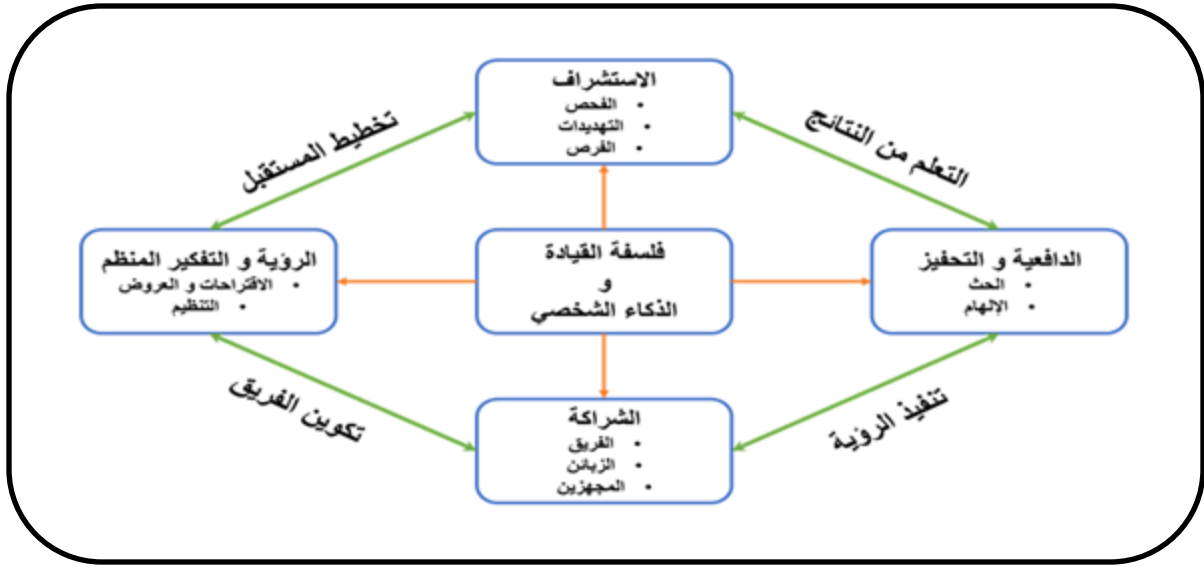 الاستشراف
• الفحص
• التهديدات
• الفرص
التعلم من النتائج
تخطيط المستقبل
الدافعية و التحفيز
• الحث
• الإلهام
فلسفة القيادة
و
الذكاء الشخصي
الرؤية و التفكير المنظم
• الاقتراحات و العروض
• التنظيم
تنفيذ الرؤية
تكوين الفريق
الشراكة
• الفريق
• الزبائن
• المجهزين